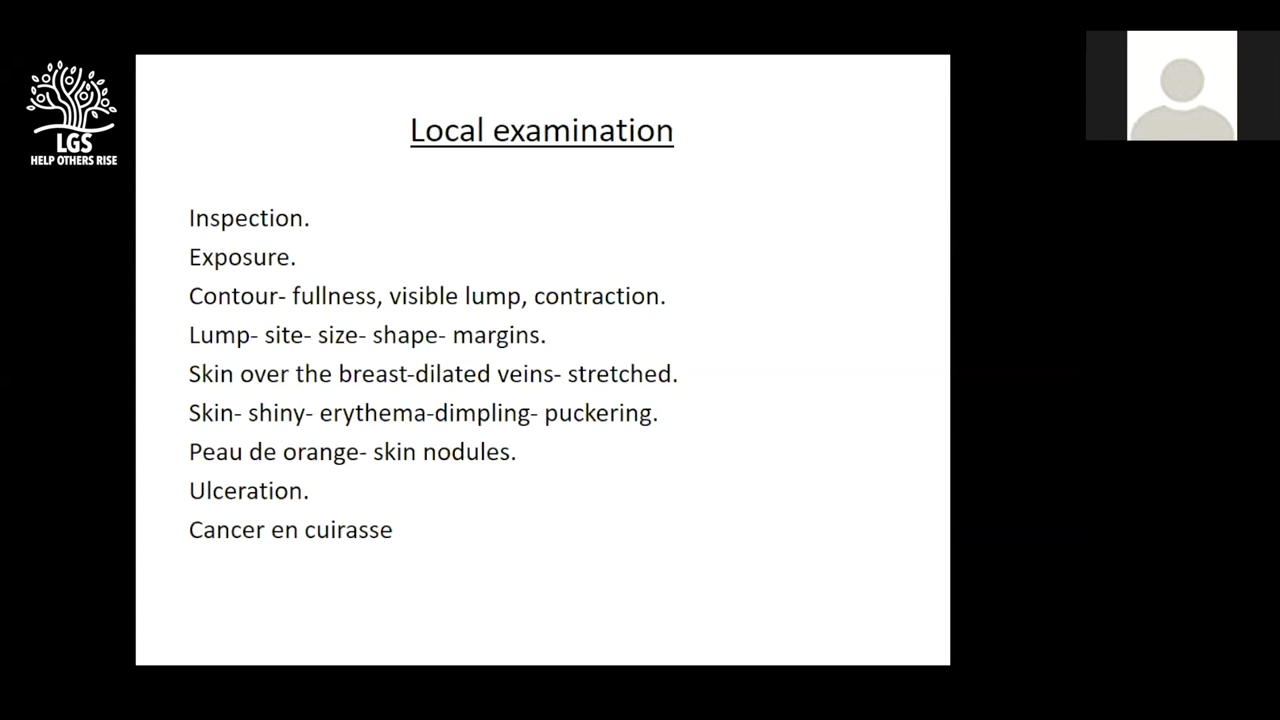 LGS
HELP OTHERS RISE
Local examination
Inspection.
Exposure.
Contour- fullness, visible lump, contraction.
Lump- site- size- shape- margins.
Skin over the breast-dilated veins- stretched.
Skin- shiny- erythema-dimpling- puckering.
Peau de orange- skin nodules.
Ulceration.
Cancer en cuirasse